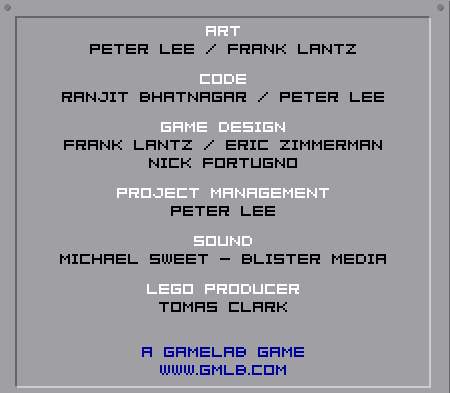 ART
PETER LEE / FRANK LANTZ
CODE
RANJIT BHATNAGAR / PETER LEE
GAME DESIGN
FRANK LANTZ / ERIC ZIMMERMAN
NICK FORTUGNO
PROJECT MANAGEMENT
PETER LEE
SOUND
MICHAEL SWEET - BLISTER MEDIA
LEGO PRODUCER
TOMAS CLARK
A GAMELAB GAME
WWW.GMLB.COM